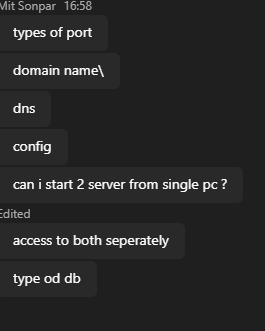 Mit Sonpar 16:58
types of port
domain name\
dns
config
can i start 2 server from single pc ?
Edited
access to both seperately
type od db